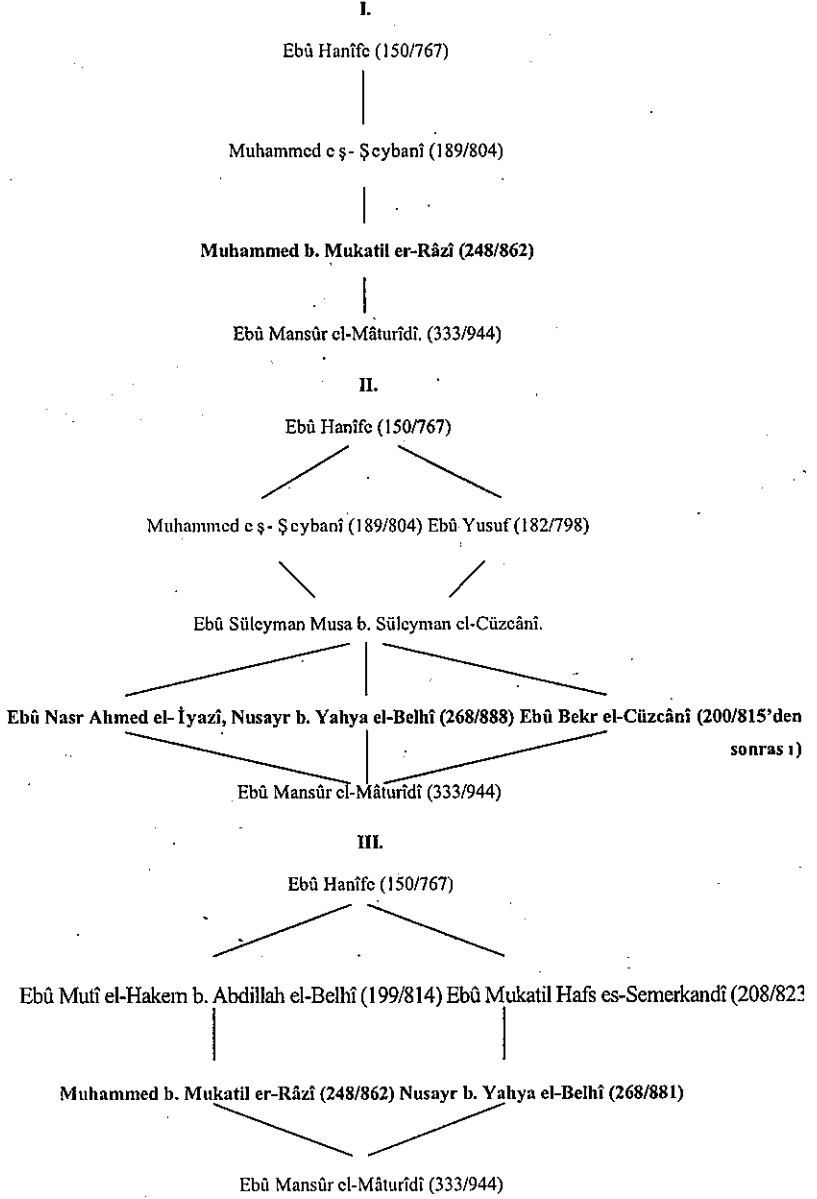 I.
Ebû Hanîfe (150/767)
Muhammed eş- Şeybanî (189/804)
Muhammed b. Mukatil er-Râzî (248/862)
Ebû Mansûr el-Mâturîdî. (333/944)
II.
Ebû Hanîfe (150/767)
Muhammed eş- Şeybanî (189/804) Ebû Yusuf (182/798)
Ebû Süleyman Musa b. Süleyman el-Cüzcânî.
Ebû Nasr Ahmed el-İyazî, Nusayr b. Yahya el-Belhî (268/888) Ebû Bekr el-Cüzcânî (200/815'den
sonrası)
Ebû Mansûr el-Mâturîdî (333/944)
III.
Ebû Hanîfe (150/767)
Ebû Mutî el-Hakem b. Abdillah el-Belhî (199/814) Ebû Mukatil Hafs es-Semerkandî (208/823
Muhammed b. Mukatil er-Râzî (248/862) Nusayr b. Yahya el-Belhî (268/881)
Ebû Mansûr el-Mâturîdî (333/944)